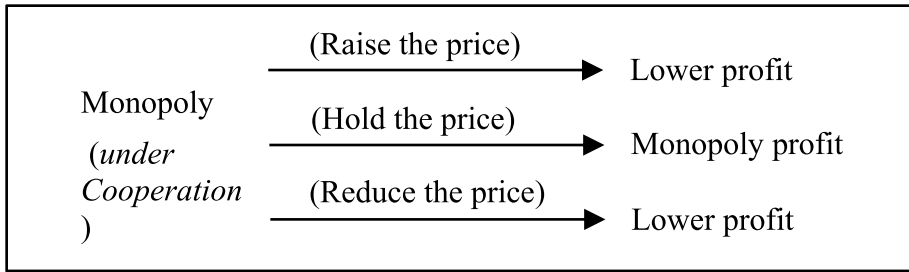 (Raise the price)
Lower profit
Monopoly
(Hold the price)
Monopoly profit
(under
Cooperation
)
(Reduce the price)
Lower profit